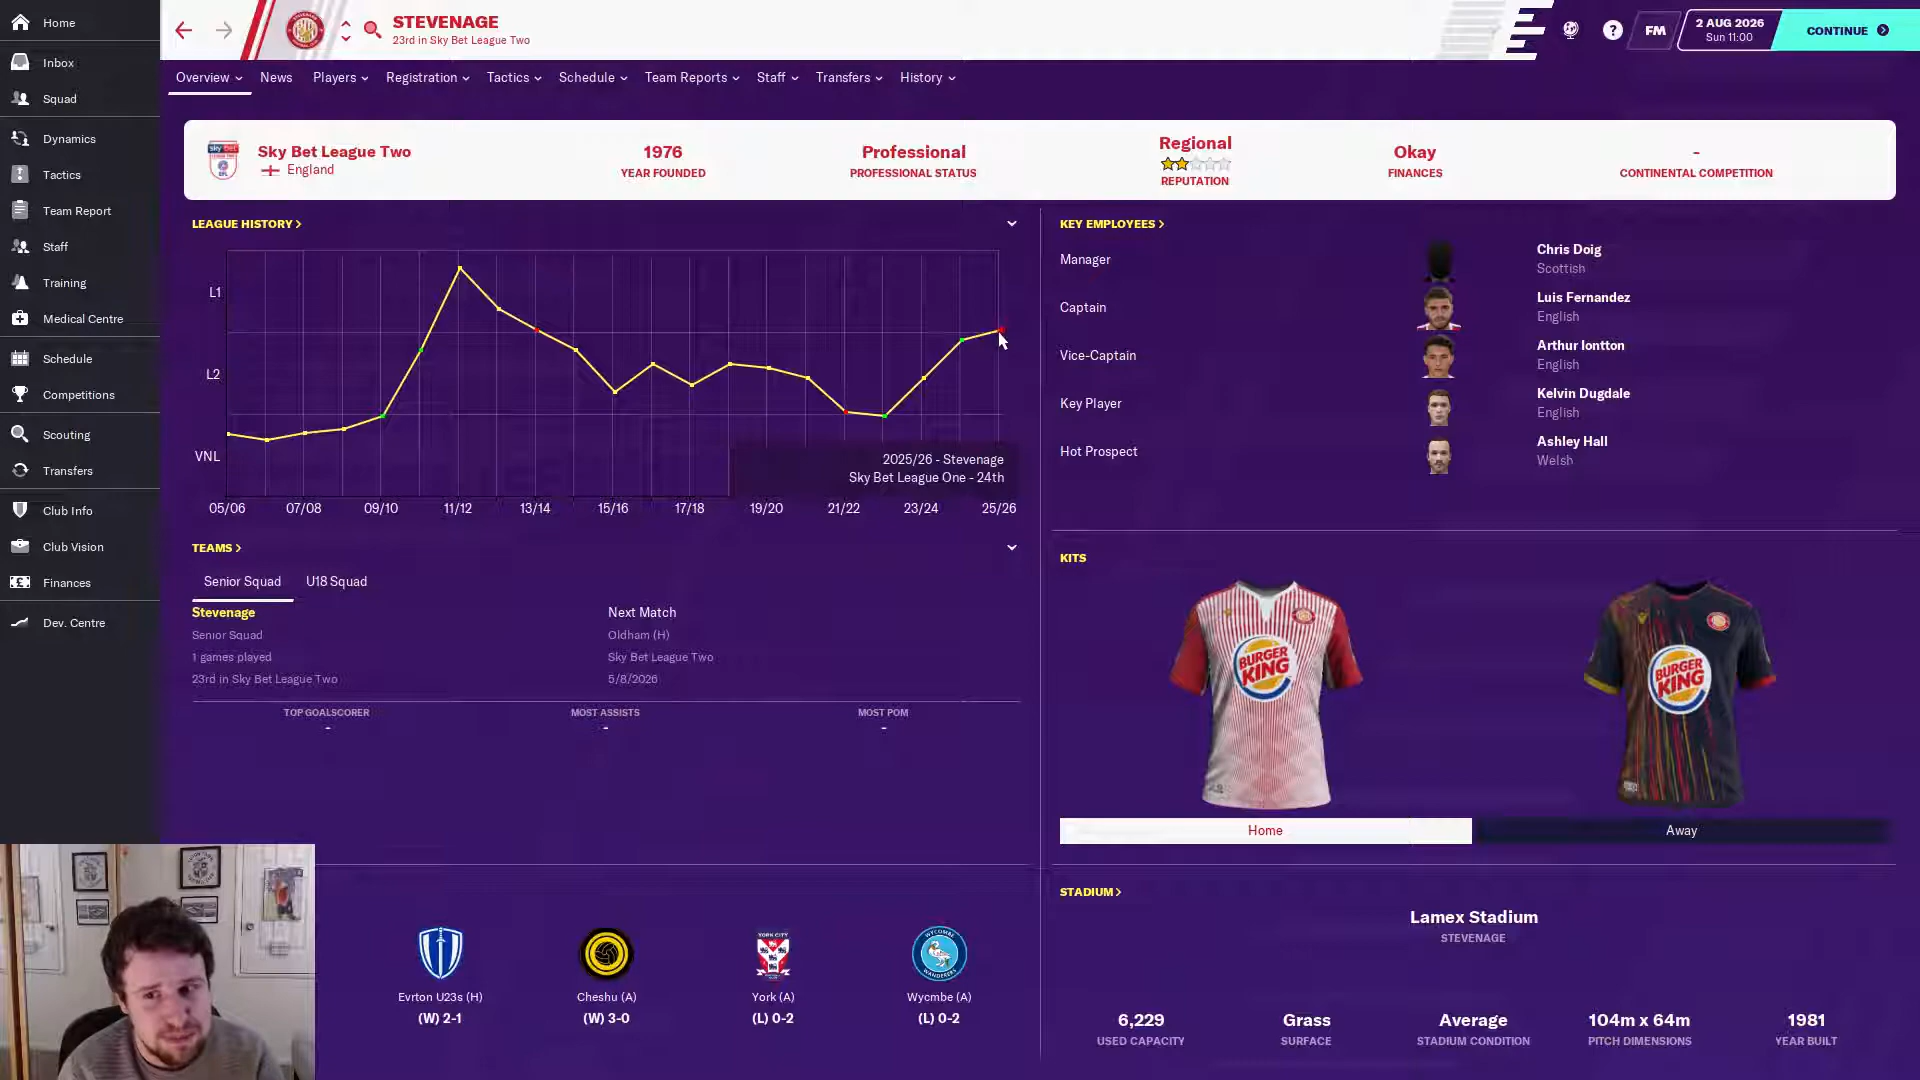 Home
Inbox
Squad
Dynamics
Tactics
Team Report
Staff
Training
Medical Centre
Schedule
Competitions
Scouting
Transfers
Club Info
Club Vision
Finances
Dev. Centre
STEVENAGE
23rd in Sky Bet League Two
FM
2 AUG 2026
Sun 11:00
CONTINUE
Overview News Players Registration Tactics Schedule Team Reports Staff Transfers History
Sky Bet League Two
England
1976
YEAR FOUNDED
Professional
PROFESSIONAL STATUS
Regional
REPUTATION
Okay
FINANCES
-
CONTINENTAL COMPETITION
LEAGUE HISTORY >
L1
L2
VNL
2025/26 - Stevenage
Sky Bet League One - 24th
05/06 07/08 09/10 11/12 13/14 15/16 17/18 19/20 21/22 23/24 25/26
TEAMS >
Senior Squad U18 Squad
Stevenage
Senior Squad
1 games played
23rd in Sky Bet League Two
Next Match
Oldham (H)
Sky Bet League Two
5/8/2026
TOP GOALSCORER
-
MOST ASSISTS
-
MOST POM
-
Evrton U23s (H)
(W) 2-1
Cheshu (A)
(W) 3-0
YORK CITY
York (A)
(L) 0-2
WYCOMBE
WANDERERS
Wycmbe (A)
(L) 0-2
KEY EMPLOYEES >
Manager
Chris Doig
Scottish
Captain
Luis Fernandez
English
Vice-Captain
Arthur Iontton
English
Key Player
Kelvin Dugdale
English
Hot Prospect
Ashley Hall
Welsh
KITS
BURGER
KING
BURGER
KING
Home
Away
STADIUM >
Lamex Stadium
STEVENAGE
6,229
USED CAPACITY
Grass
SURFACE
Average
STADIUM CONDITION
104m x 64m
PITCH DIMENSIONS
1981
YEAR BUILT